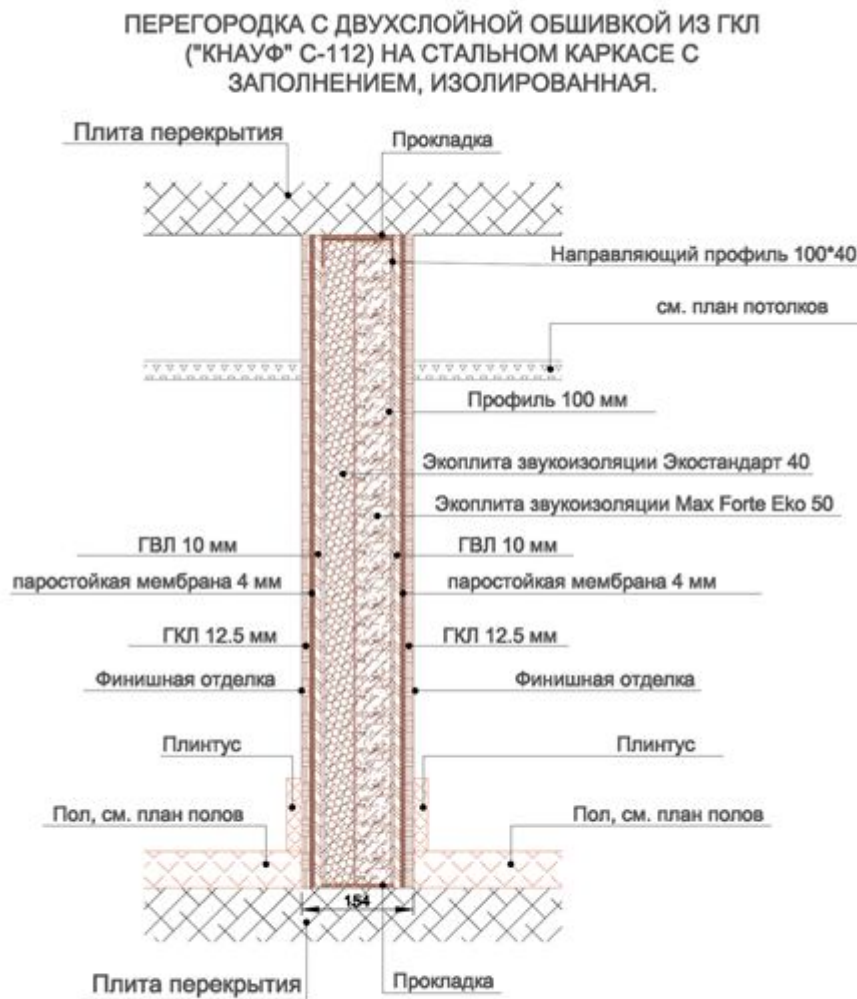 ПЕРЕГОРОДКА С ДВУХСЛОЙНОЙ ОБШИВКОЙ ИЗ ГКЛ
("КНАУФ" С-112) НА СТАЛЬНОМ КАРКАСЕ С
ЗАПОЛНЕНИЕМ, ИЗОЛИРОВАННАЯ.
Плита перекрытия
Прокладка
Направляющий профиль 100*40
см. план потолков
Профиль 100 мм
Экоплита звукоизоляции Экостандарт 40
Экоплита звукоизоляции Max Forte Eko 50
ГВЛ 10 мм
ГВЛ 10 мм
паростойкая мембрана 4 мм
паростойкая мембрана 4 мм
ГКЛ 12.5 мм
ГКЛ 12.5 мм
Финишная отделка
Финишная отделка
Плинтус
Плинтус
Пол, см. план полов
Пол, см. план полов
154
Плита перекрытия
Прокладка